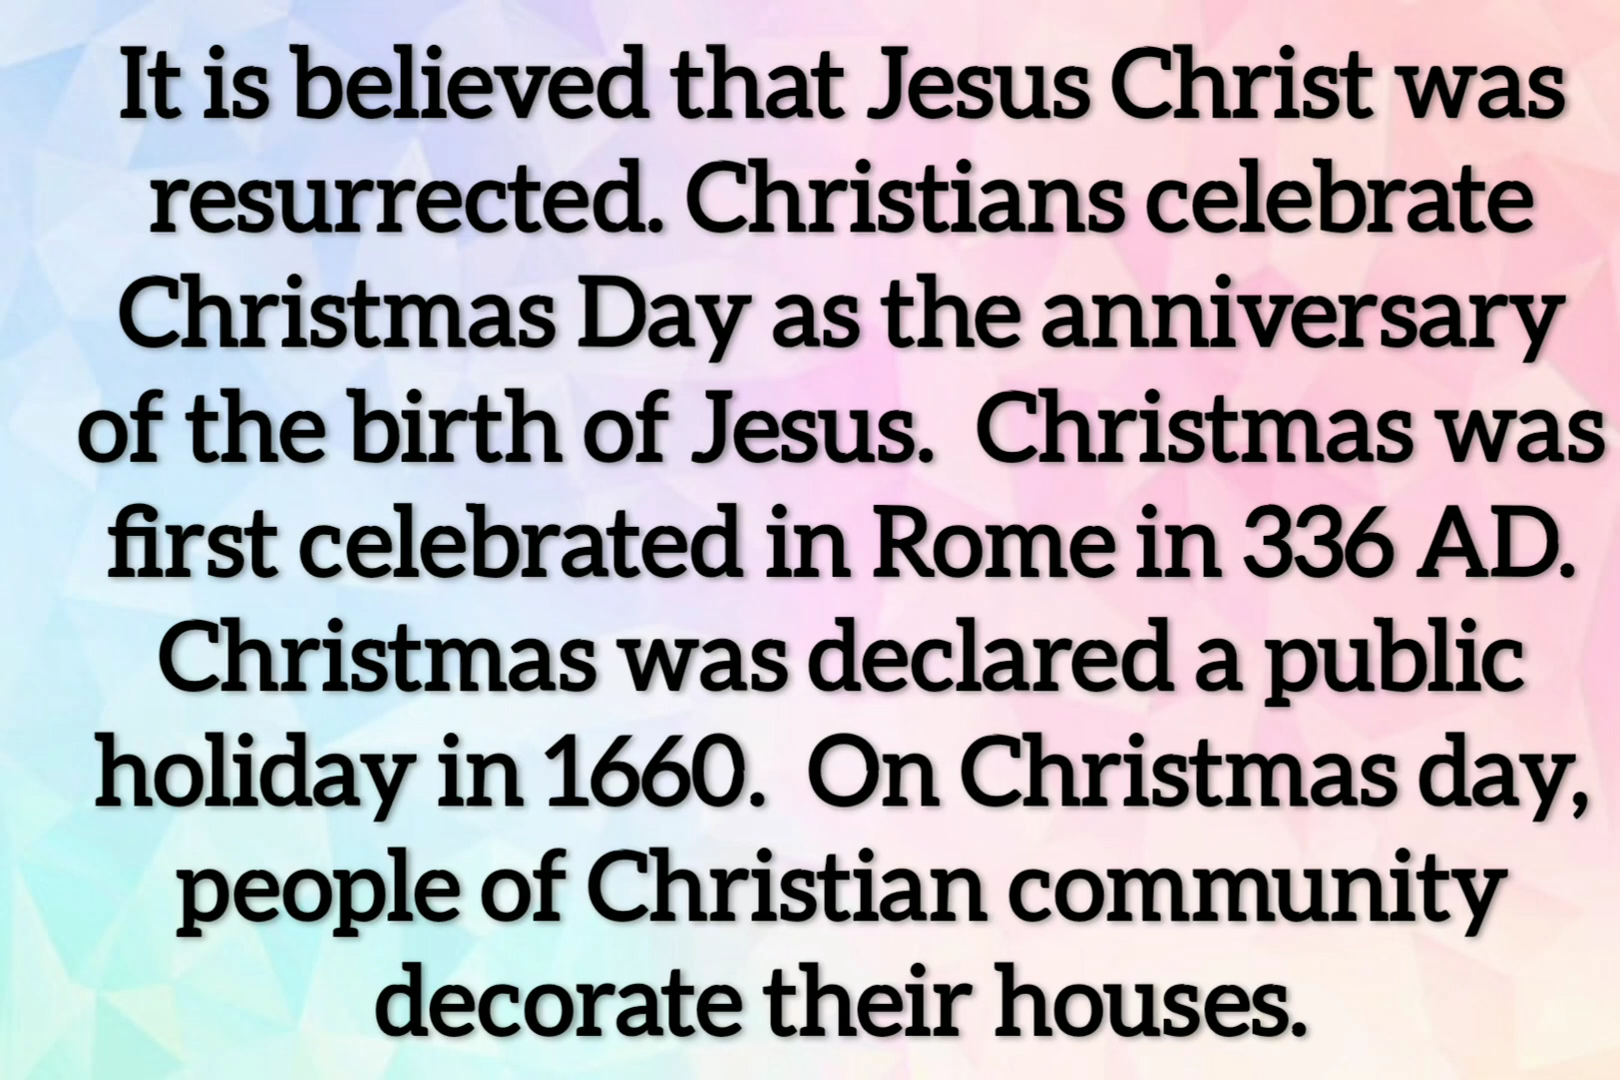 It is believed that Jesus Christ was
resurrected. Christians celebrate
Christmas Day as the anniversary
of the birth of Jesus.  Christmas was
first celebrated in Rome in 336 AD.
Christmas was declared a public
holiday in 1660.  On Christmas day,
people of Christian community
decorate their houses.